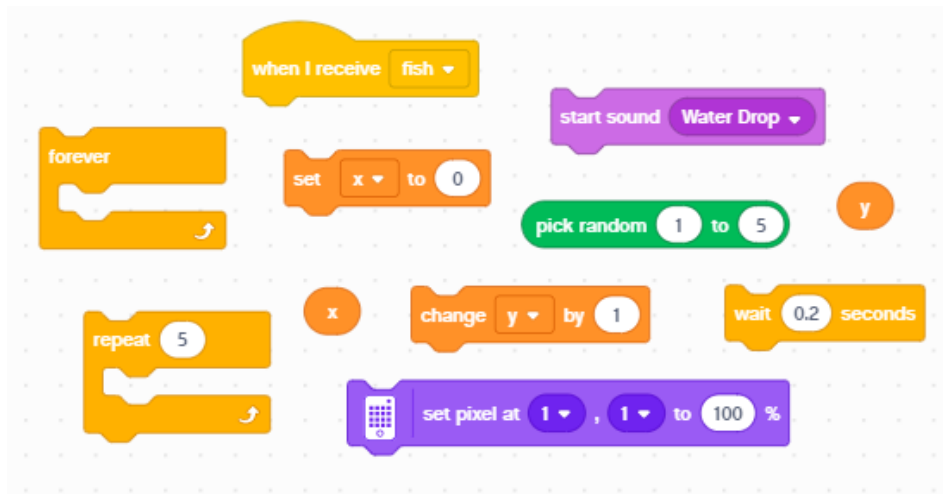 when I receive fish
start sound Water Drop
forever
set x to 0
pick random 1 to 5
y
x
change y by 1
wait 0.2 seconds
repeat 5
set pixel at 1 , 1 to 100 %